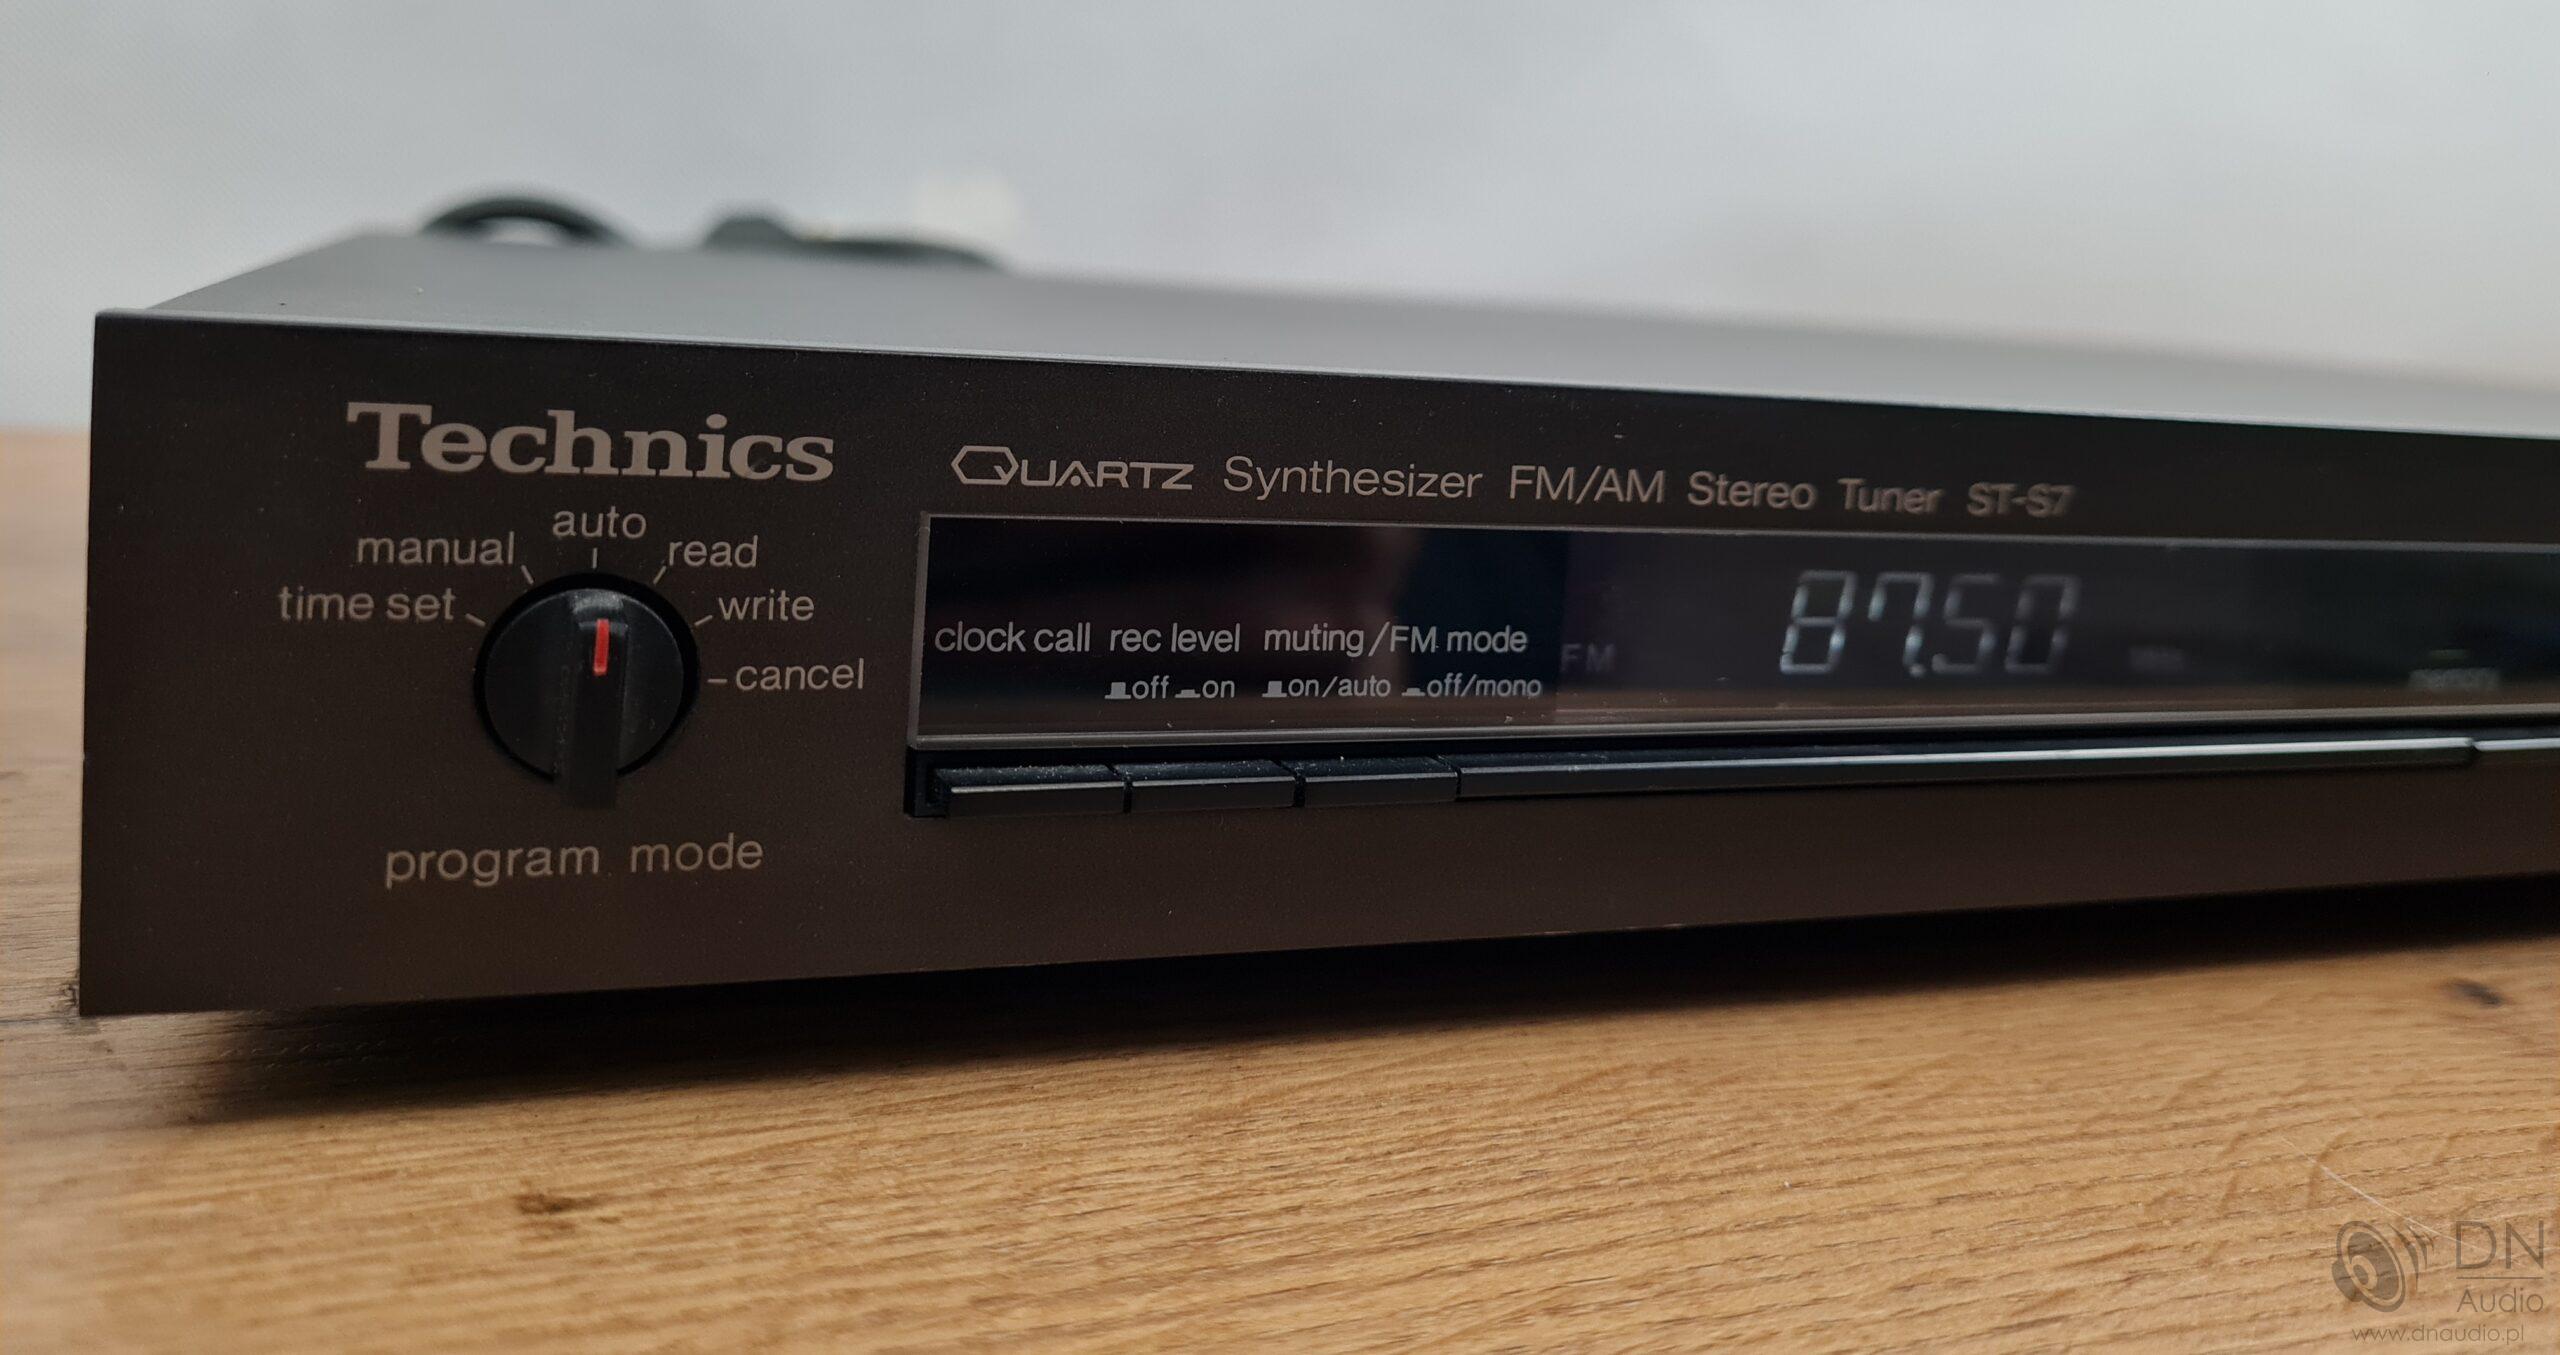 Technics
QUARTZ Synthesizer FM/AM Stereo Tuner ST-S7
auto
manual read
time set write
cancel
program mode
clock call rec level muting/FM mode
off on on/auto off/mono
FM 87.50
memory
DN
Audio
www.dnaudio.pl